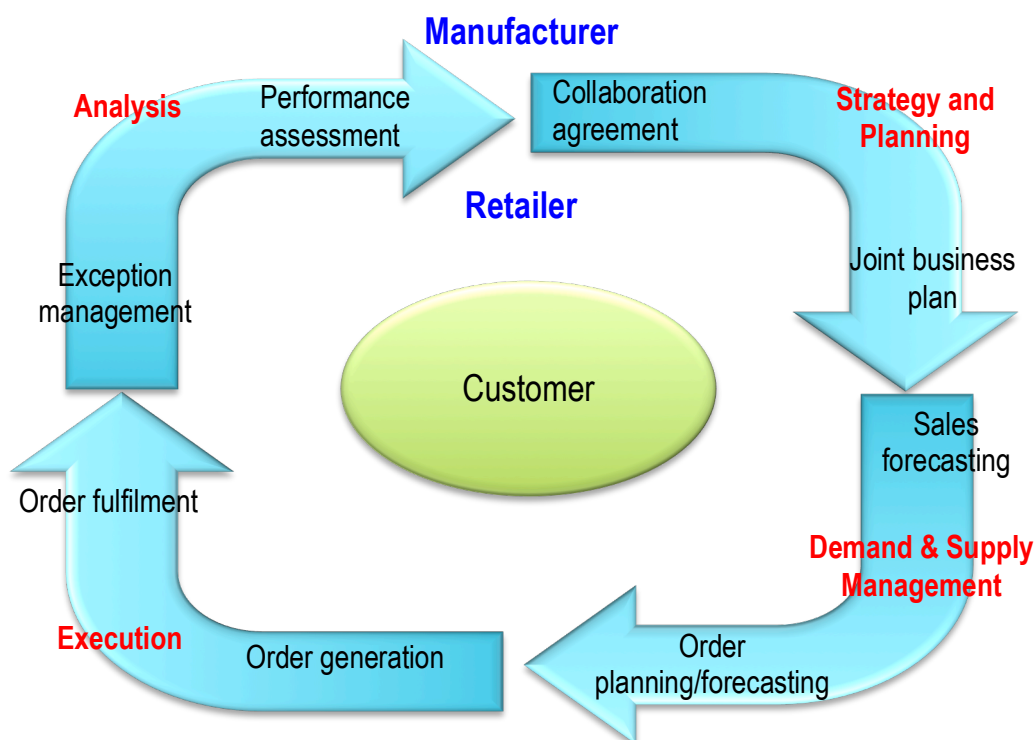 Manufacturer
Analysis
Performance
assessment
Collaboration
agreement
Strategy and
Planning
Retailer
Exception
management
Joint business
plan
Customer
Sales
forecasting
Order fulfilment
Demand & Supply
Management
Execution
Order generation
Order
planning/forecasting